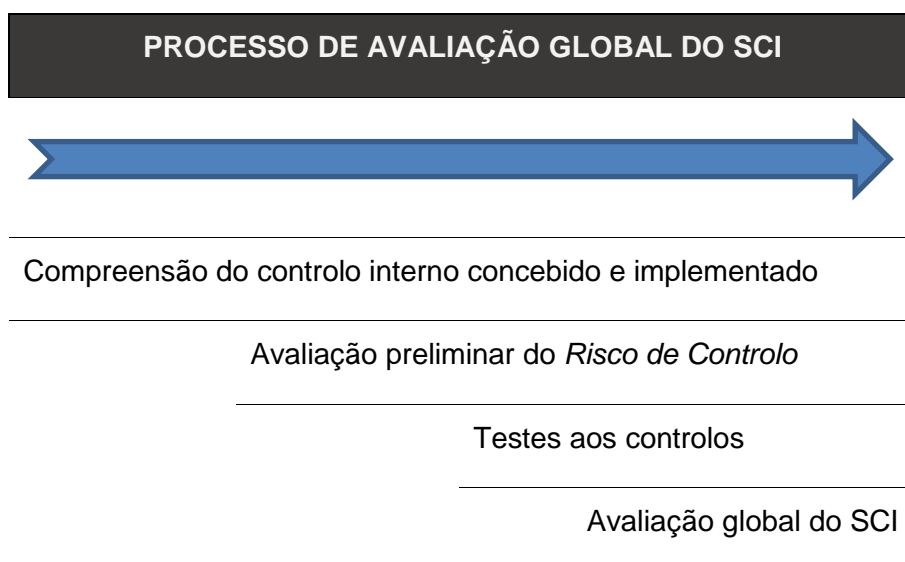 PROCESSO DE AVALIAÇÃO GLOBAL DO SCI
Compreensão do controlo interno concebido e implementado
Avaliação preliminar do Risco de Controlo
Testes aos controlos
Avaliação global do SCI